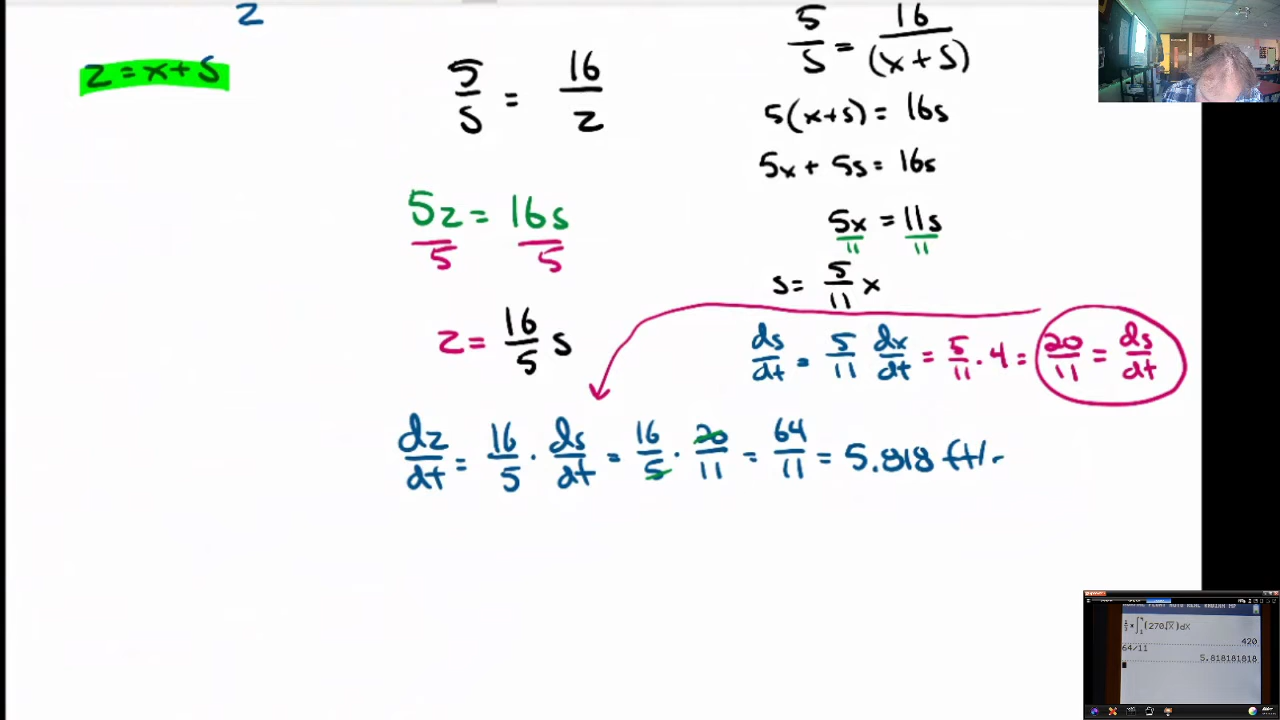 z
z = x + s
5/s = 16/z
5z/5 = 16s/5
z = 16/5 s
5/s = 16/(x+s)
5(x+s) = 16s
5x + 5s = 16s
5x/11 = 11s/11
s = 5/11 x
ds/dt = 5/11 dx/dt = 5/11 · 4 = 20/11 = ds/dt
dz/dt = 16/5 · ds/dt = 16/5 · 20/11 = 64/11 = 5.818 ft/
420
64/11
5.818181818